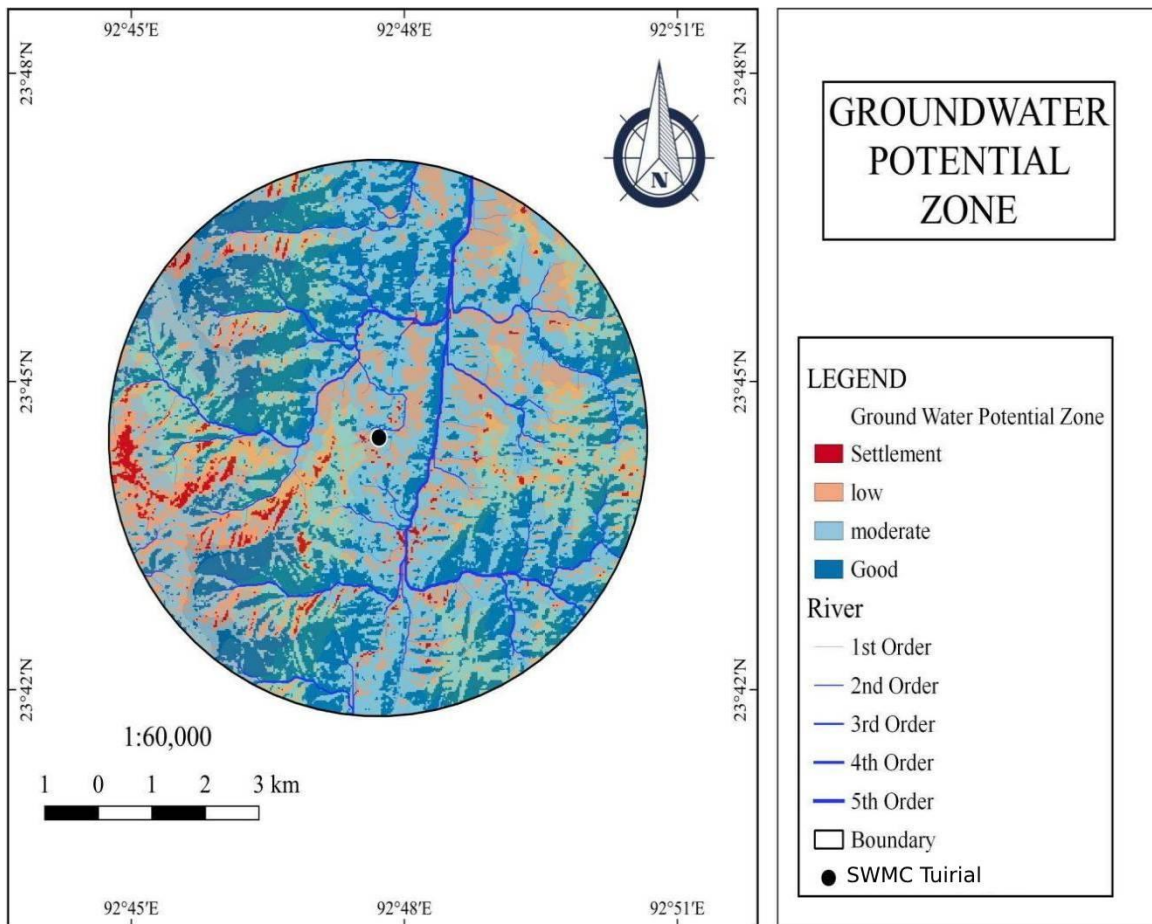 92°45′E
92°48′E
92°51′E
23°48′N
23°48′N
N
GROUNDWATER
POTENTIAL
ZONE
23°45′N
23°45′N
LEGEND
Ground Water Potential Zone
Settlement
low
moderate
Good
River
1st Order
2nd Order
3rd Order
4th Order
5th Order
Boundary
SWMC Tuirial
23°42′N
23°42′N
1:60,000
1 0 1 2 3 km
92°45′E
92°48′E
92°51′E